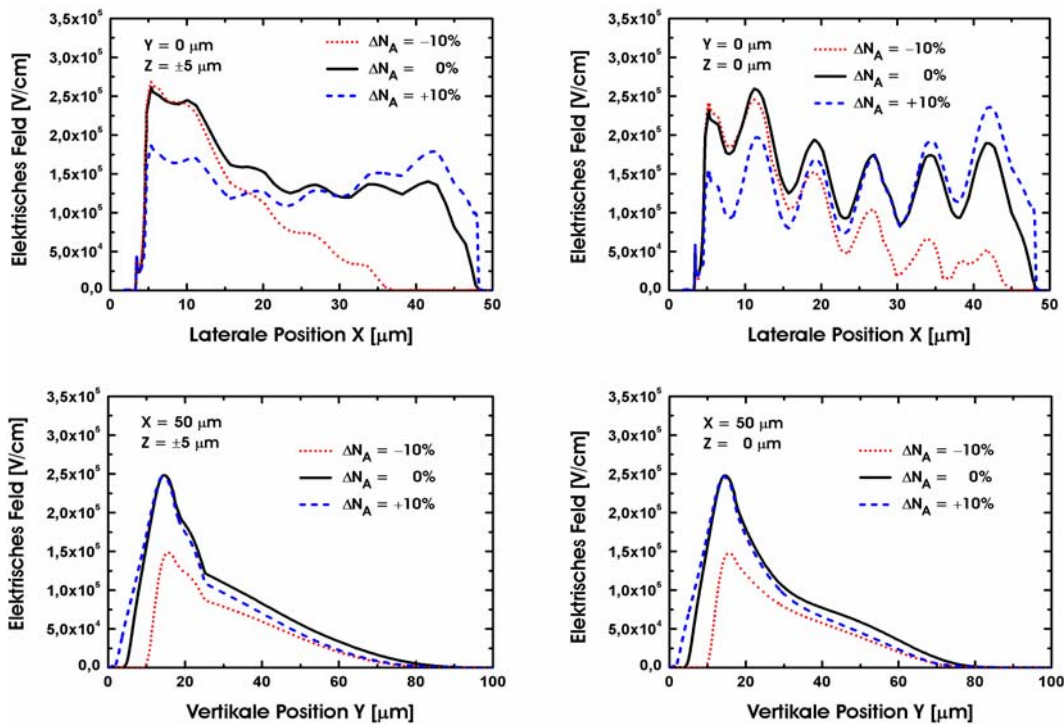 Elektrisches Feld [V/cm]
3,5x10⁵
3,0x10⁵
2,5x10⁵
2,0x10⁵
1,5x10⁵
1,0x10⁵
5,0x10⁴
0,0
Y = 0 µm
Z = ±5 µm
ΔN_A = −10%
ΔN_A = 0%
ΔN_A = +10%
0 10 20 30 40 50
Laterale Position X [µm]
Elektrisches Feld [V/cm]
3,5x10⁵
3,0x10⁵
2,5x10⁵
2,0x10⁵
1,5x10⁵
1,0x10⁵
5,0x10⁴
0,0
Y = 0 µm
Z = 0 µm
ΔN_A = −10%
ΔN_A = 0%
ΔN_A = +10%
0 10 20 30 40 50
Laterale Position X [µm]
Elektrisches Feld [V/cm]
3,5x10⁵
3,0x10⁵
2,5x10⁵
2,0x10⁵
1,5x10⁵
1,0x10⁵
5,0x10⁴
0,0
X = 50 µm
Z = ±5 µm
ΔN_A = −10%
ΔN_A = 0%
ΔN_A = +10%
0 20 40 60 80 100
Vertikale Position Y [µm]
Elektrisches Feld [V/cm]
3,5x10⁵
3,0x10⁵
2,5x10⁵
2,0x10⁵
1,5x10⁵
1,0x10⁵
5,0x10⁴
0,0
X = 50 µm
Z = 0 µm
ΔN_A = −10%
ΔN_A = 0%
ΔN_A = +10%
0 20 40 60 80 100
Vertikale Position Y [µm]